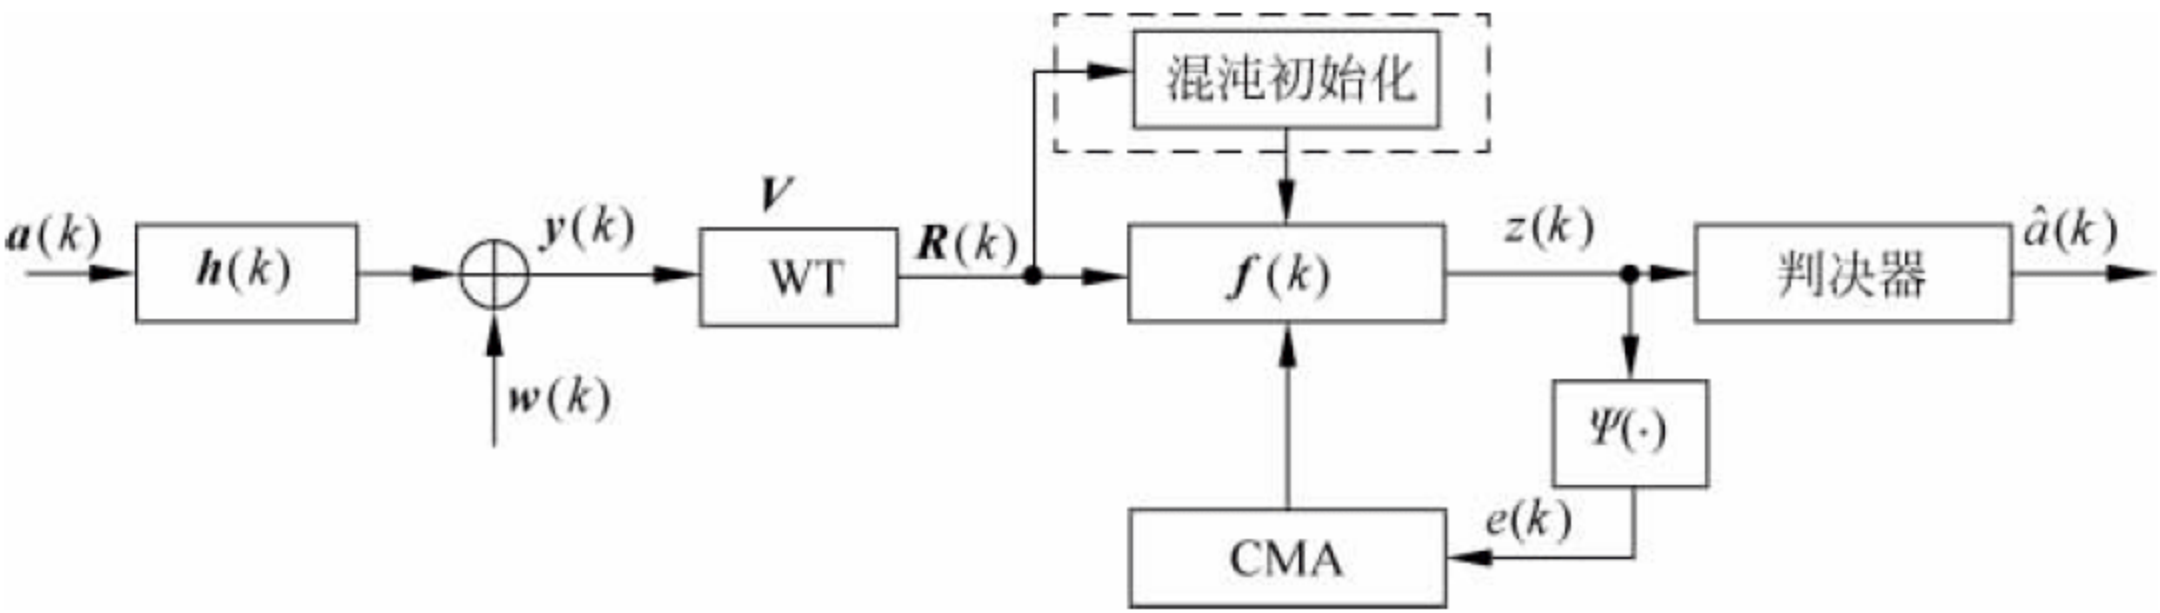 混沌初始化
V
a(k)
h(k)
y(k)
WT
R(k)
f(k)
z(k)
判决器
â(k)
w(k)
Ψ(·)
e(k)
CMA